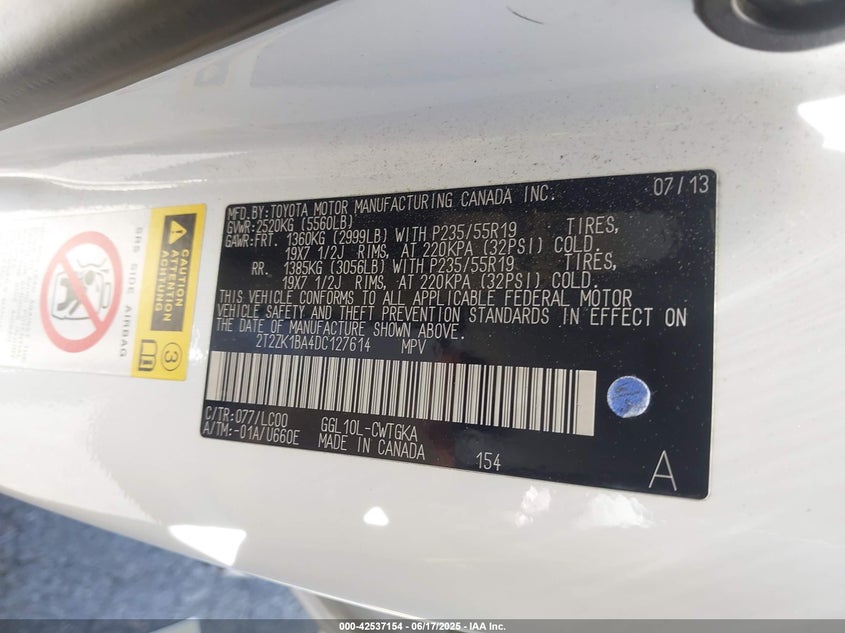 MFD.BY:TOYOTA MOTOR MANUFACTURING CANADA INC. 07/13
GVWR:2520KG (5560LB)
GAWR:FRT. 1360KG (2999LB) WITH P235/55R19 TIRES,
19X7 1/2J RIMS, AT 220KPA (32PSI) COLD.
RR. 1385KG (3056LB) WITH P235/55R19 TIRES,
19X7 1/2J RIMS, AT 220KPA (32PSI) COLD.
THIS VEHICLE CONFORMS TO ALL APPLICABLE FEDERAL MOTOR
VEHICLE SAFETY AND THEFT PREVENTION STANDARDS IN EFFECT ON
THE DATE OF MANUFACTURE SHOWN ABOVE.
2T2ZK1BA4DC127614 MPV
C/TR:077/LC00 GGL10L-CWTGKA
A/TM:-01A/U660E MADE IN CANADA 154
A
CAUTION
ATTENTION
ACHTUNG
3
SRS SIDE AIRBAG
000-42537154 - 06/17/2025 - IAA Inc.